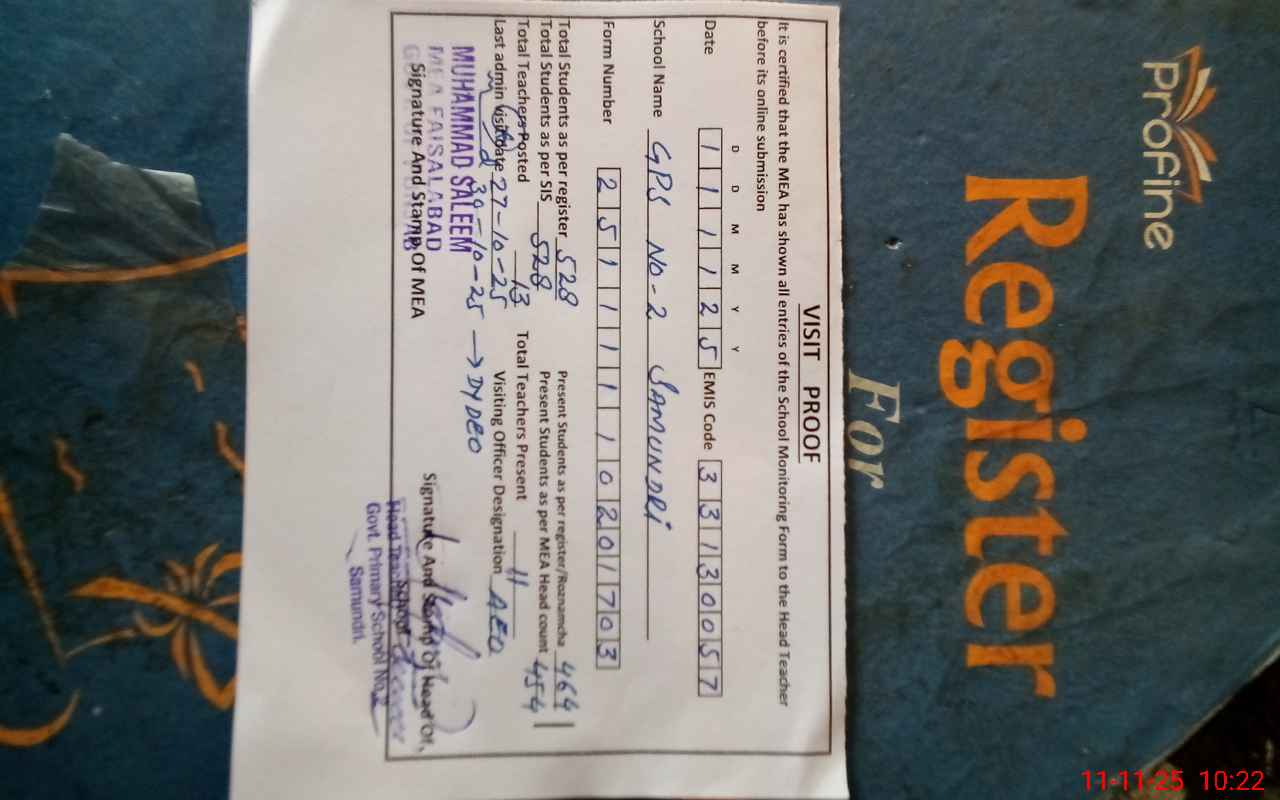 Profine
Register
For
VISIT PROOF
It is certified that the MEA has shown all entries of the School Monitoring Form to the Head Teacher
before its online submission
D D M M Y Y
Date 1 1 1 1 2 5 EMIS Code 3 3 1 3 0 0 5 7
School Name GPS NO-2 SAMUNDRI
Form Number 2 5 1 1 1 1 1 0 2 0 1 7 0 3
Total Students as per register 528 Present Students as per register/Roznamcha 464
Total Students as per SIS 528 Present Students as per MEA Head count 454
Total Teachers Posted 13 Total Teachers Present 11
Last admin visit date 27-10-25 Visiting Officer Designation AEO
30-10-25 → DYDEO
MUHAMMAD SALEEM
MEA FAISALABAD
Signature And Stamp Of MEA
Signature And Stamp Of Head Of
Head Teacher
Govt. Primary School No.2
Samundri.
11-11-25 10:22